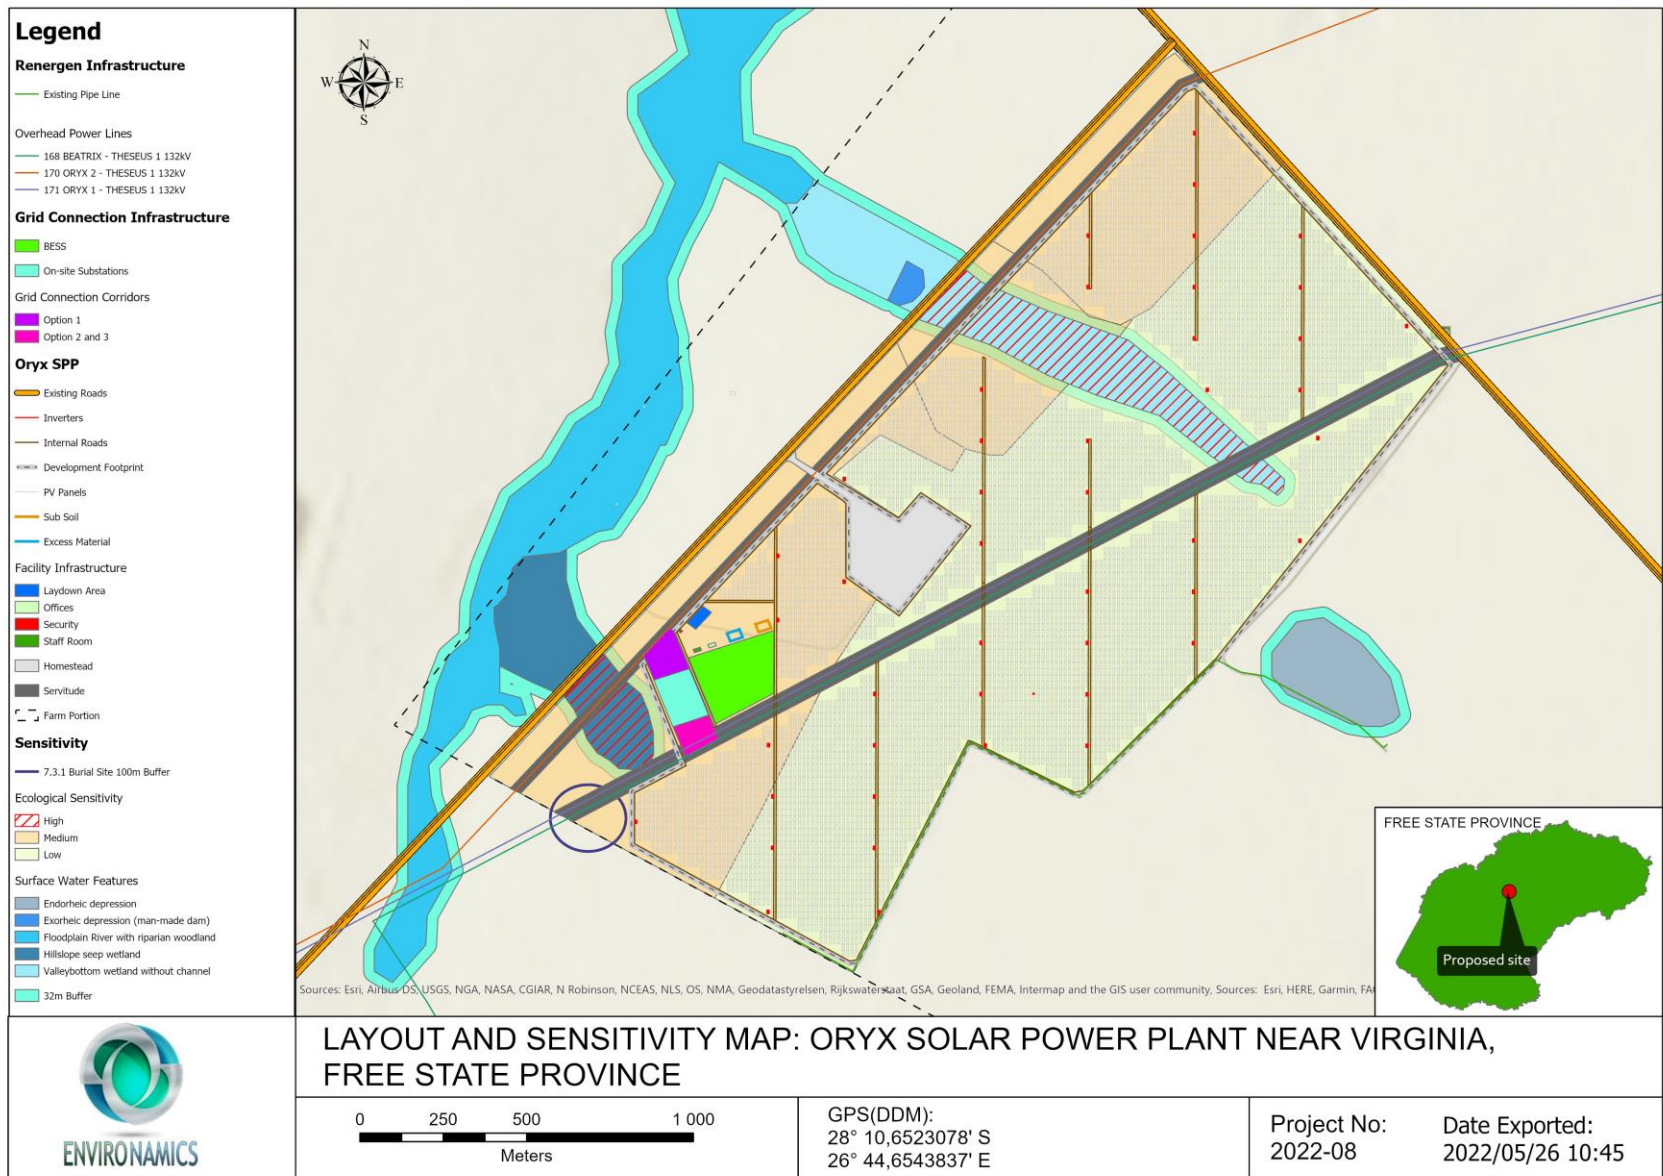 Legend
Renergen Infrastructure
Existing Pipe Line
Overhead Power Lines
168 BEATRIX - THESEUS 1 132kV
170 ORYX 2 - THESEUS 1 132kV
171 ORYX 1 - THESEUS 1 132kV
Grid Connection Infrastructure
BESS
On-site Substations
Grid Connection Corridors
Option 1
Option 2 and 3
Oryx SPP
Existing Roads
Inverters
Internal Roads
Development Footprint
PV Panels
Sub Soil
Excess Material
Facility Infrastructure
Laydown Area
Offices
Security
Staff Room
Homestead
Servitude
Farm Portion
Sensitivity
7.3.1 Burial Site 100m Buffer
Ecological Sensitivity
High
Medium
Low
Surface Water Features
Endorheic depression
Exorheic depression (man-made dam)
Floodplain River with riparian woodland
Hillslope seep wetland
Valleybottom wetland without channel
32m Buffer
N
W E
S
FREE STATE PROVINCE
Proposed site
Sources: Esri, Airbus DS, USGS, NGA, NASA, CGIAR, N Robinson, NCEAS, NLS, OS, NMA, Geodatastyrelsen, Rijkswaterstaat, GSA, Geoland, FEMA, Intermap and the GIS user community, Sources: Esri, HERE, Garmin,
ENVIRONAMICS
LAYOUT AND SENSITIVITY MAP: ORYX SOLAR POWER PLANT NEAR VIRGINIA,
FREE STATE PROVINCE
0 250 500 1 000
Meters
GPS(DDM):
28° 10,6523078' S
26° 44,6543837' E
Project No:
2022-08
Date Exported:
2022/05/26 10:45